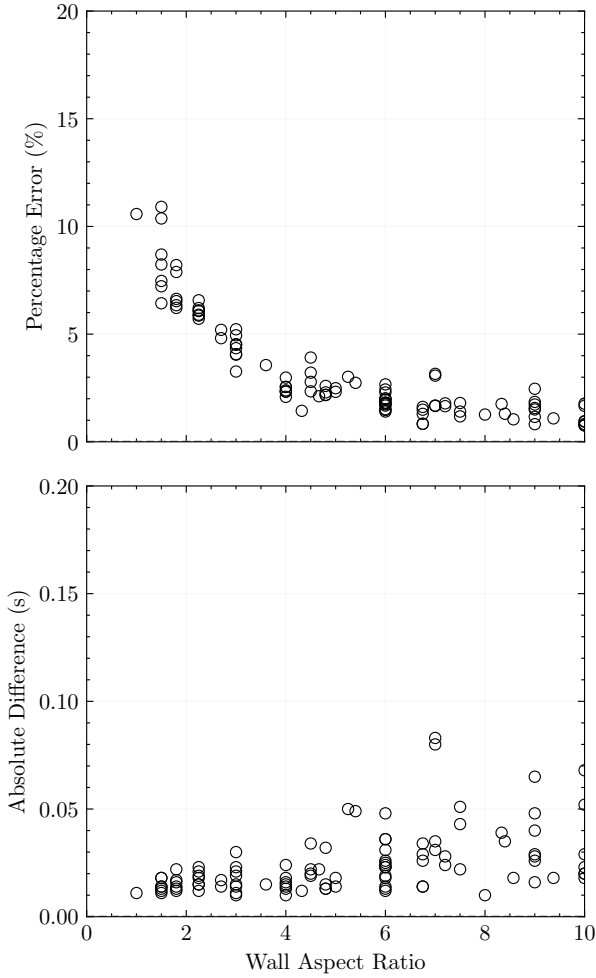 20
15
10
5
0
Percentage Error (%)
0.20
0.15
0.10
0.05
0.00
Absolute Difference (s)
0 2 4 6 8 10
Wall Aspect Ratio